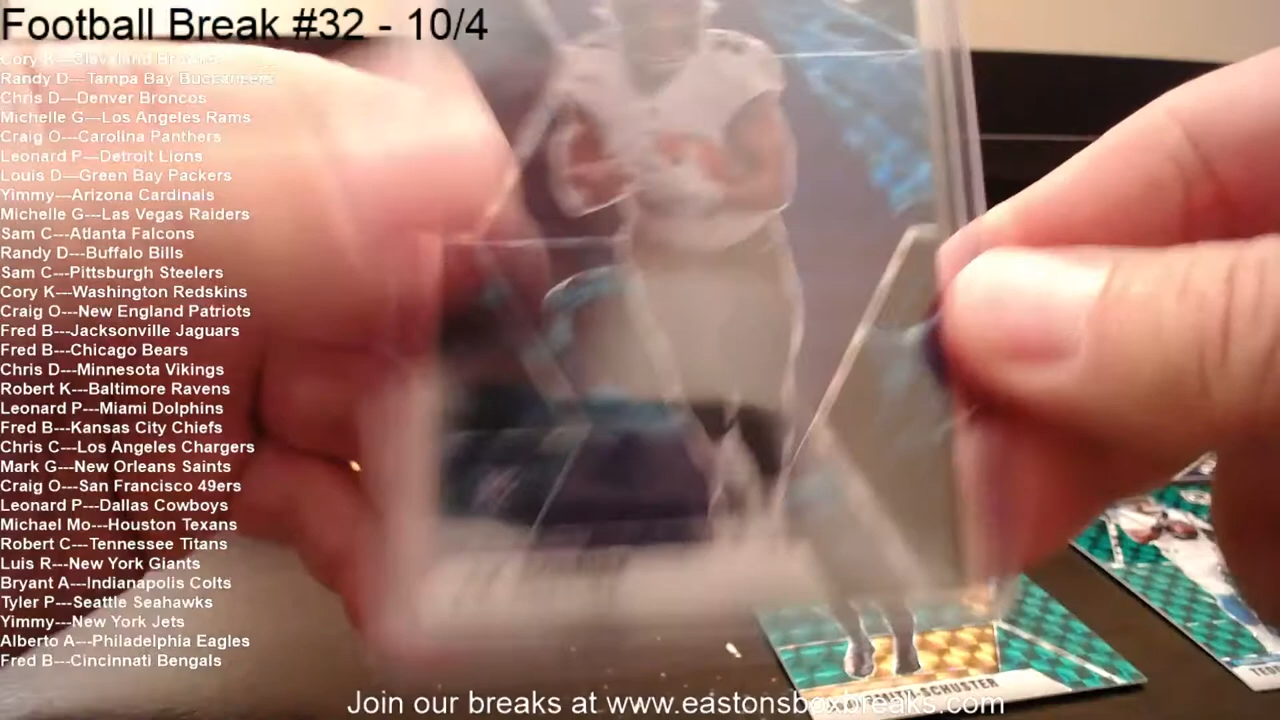 Football Break #32 - 10/4
Cory K---Cleveland Browns
Randy D---Tampa Bay Buccaneers
Chris D---Denver Broncos
Michelle G---Los Angeles Rams
Craig O---Carolina Panthers
Leonard P---Detroit Lions
Louis D---Green Bay Packers
Yimmy---Arizona Cardinals
Michelle G---Las Vegas Raiders
Sam C---Atlanta Falcons
Randy D---Buffalo Bills
Sam C---Pittsburgh Steelers
Cory K---Washington Redskins
Craig O---New England Patriots
Fred B---Jacksonville Jaguars
Fred B---Chicago Bears
Chris D---Minnesota Vikings
Robert K---Baltimore Ravens
Leonard P---Miami Dolphins
Fred B---Kansas City Chiefs
Chris C---Los Angeles Chargers
Mark G---New Orleans Saints
Craig O---San Francisco 49ers
Leonard P---Dallas Cowboys
Michael Mo---Houston Texans
Robert C---Tennessee Titans
Luis R---New York Giants
Bryant A---Indianapolis Colts
Tyler P---Seattle Seahawks
Yimmy---New York Jets
Alberto A---Philadelphia Eagles
Fred B---Cincinnati Bengals
-SCHUSTER
Join our breaks at www.eastonsboxbreaks.com